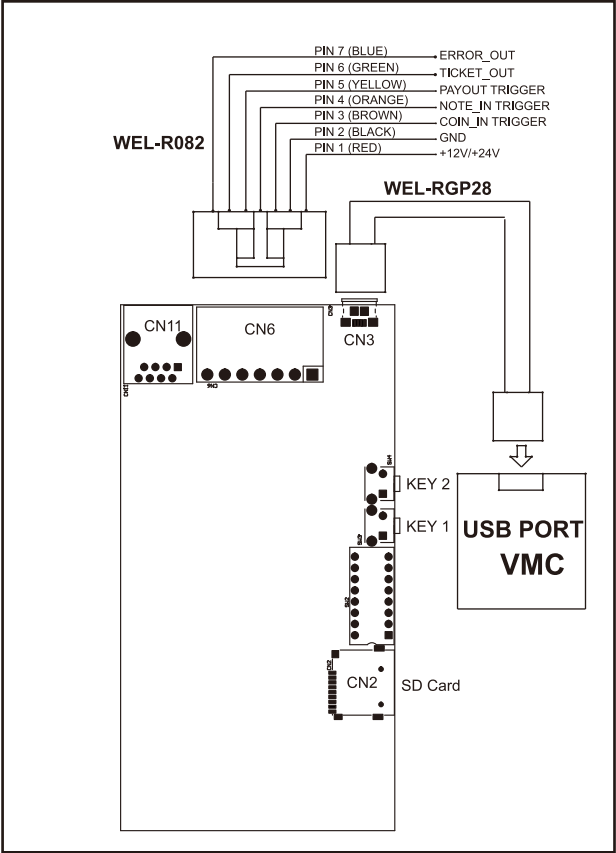 PIN 7 (BLUE) ERROR_OUT
PIN 6 (GREEN) TICKET_OUT
PIN 5 (YELLOW) PAYOUT TRIGGER
PIN 4 (ORANGE) NOTE_IN TRIGGER
PIN 3 (BROWN) COIN_IN TRIGGER
PIN 2 (BLACK) GND
PIN 1 (RED) +12V/+24V
WEL-R082
WEL-RGP28
CN11
CN6
CN3
KEY 2
KEY 1
USB PORT
VMC
CN2
SD Card